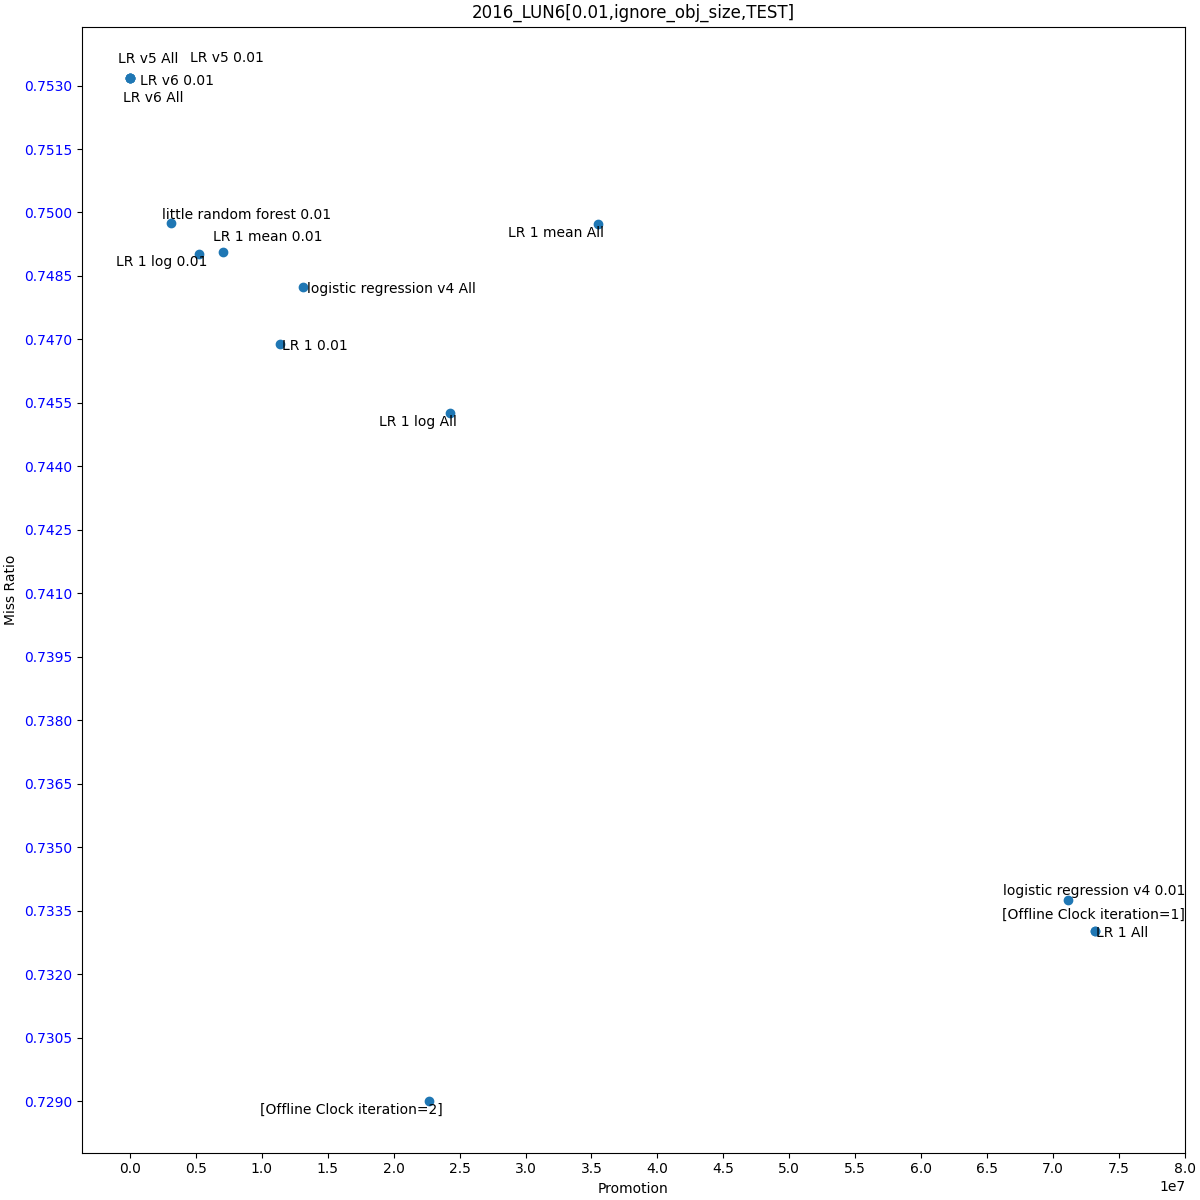 2016_LUN6[0.01,ignore_obj_size,TEST]
LR v5 All
LR v5 0.01
LR v6 0.01
LR v6 All
little random forest 0.01
LR 1 mean 0.01
LR 1 mean All
LR 1 log 0.01
logistic regression v4 All
LR 1 0.01
LR 1 log All
logistic regression v4 0.01
[Offline Clock iteration=1]
LR 1 All
[Offline Clock iteration=2]
0.7530
0.7515
0.7500
0.7485
0.7470
0.7455
0.7440
0.7425
0.7410
0.7395
0.7380
0.7365
0.7350
0.7335
0.7320
0.7305
0.7290
Miss Ratio
0.0 0.5 1.0 1.5 2.0 2.5 3.0 3.5 4.0 4.5 5.0 5.5 6.0 6.5 7.0 7.5 8.0
1e7
Promotion